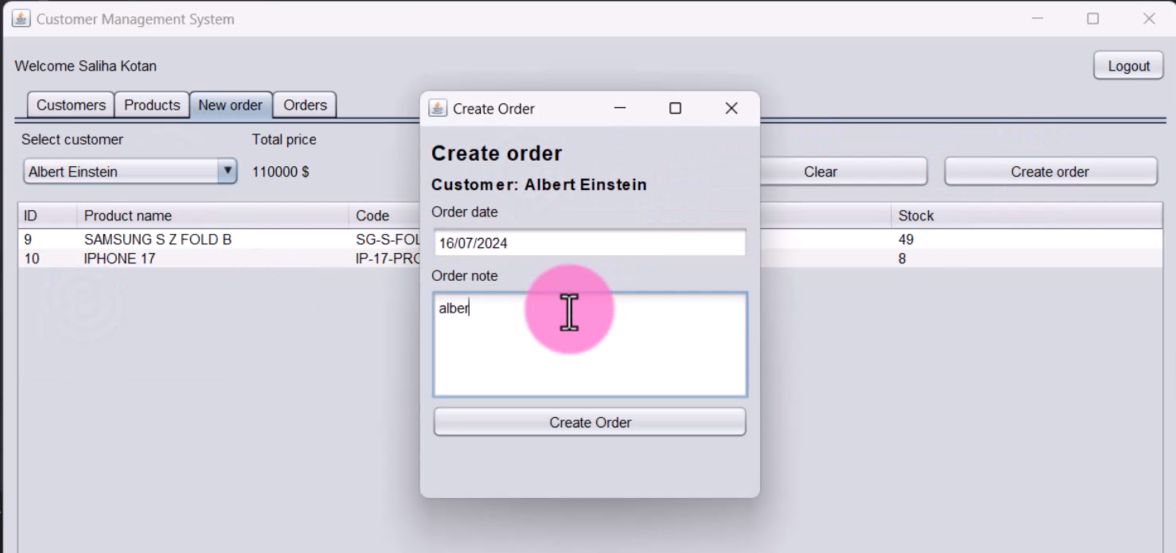 Customer Management System
Welcome Saliha Kotan
Logout
Customers Products New order Orders
Select customer Total price
Albert Einstein 110000 $
Clear Create order
ID Product name Code Stock
9 SAMSUNG S Z FOLD B SG-S-FOL 49
10 IPHONE 17 IP-17-PRO 8
Create Order
Create order
Customer: Albert Einstein
Order date
16/07/2024
Order note
alber
Create Order